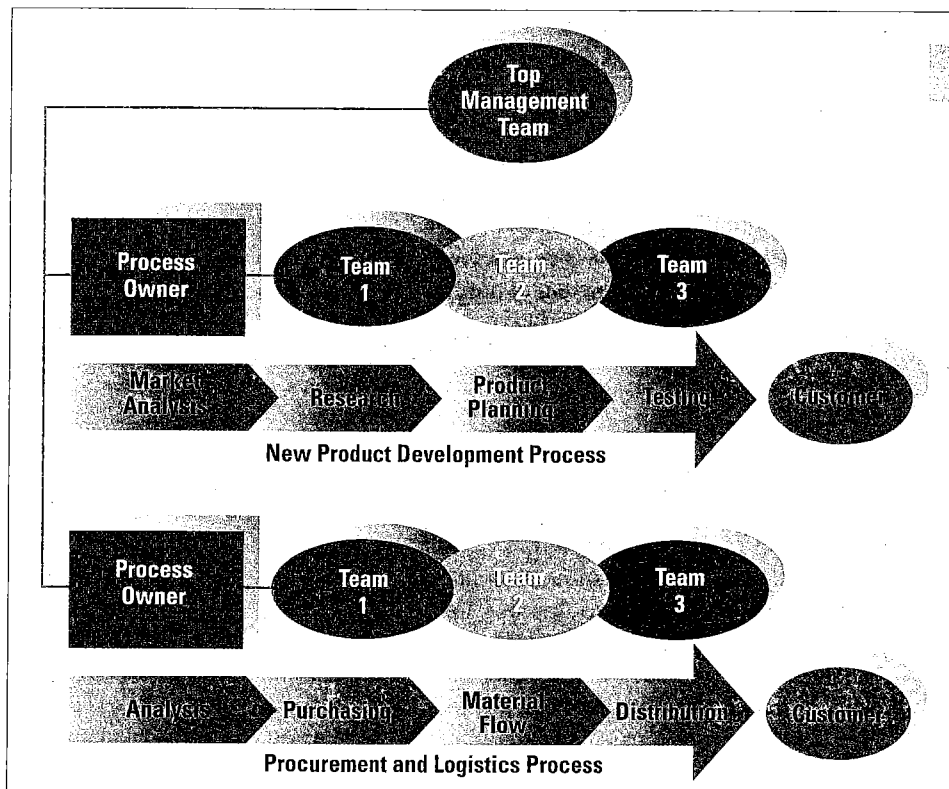 Top
Management
Team
Process
Owner
Team
1
Team
2
Team
3
Market
Analysis
Research
Product
Planning
Testing
Customer
New Product Development Process
Process
Owner
Team
1
Team
2
Team
3
Analysis
Purchasing
Material
Flow
Distribution
Customer
Procurement and Logistics Process